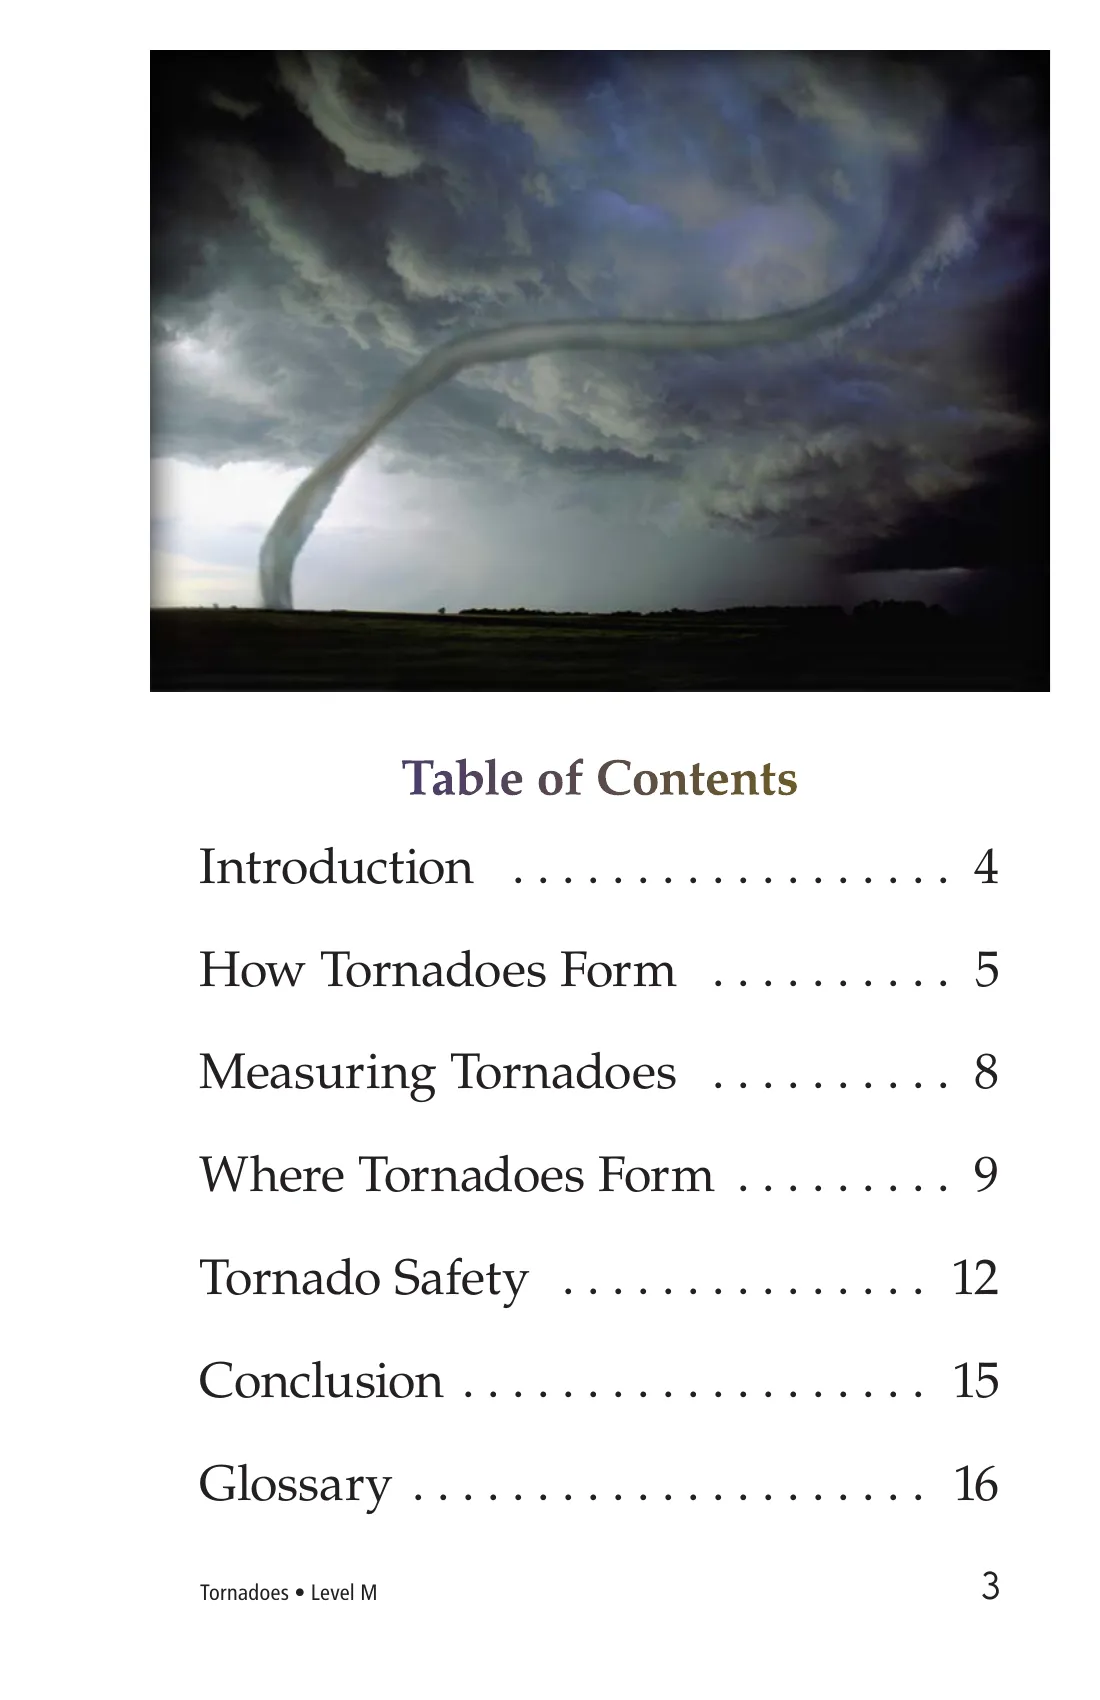 Table of Contents
Introduction . . . . . . . . . . . . . . . . . . 4
How Tornadoes Form . . . . . . . . . . 5
Measuring Tornadoes . . . . . . . . . . 8
Where Tornadoes Form . . . . . . . . . 9
Tornado Safety . . . . . . . . . . . . . . . 12
Conclusion . . . . . . . . . . . . . . . . . . . 15
Glossary . . . . . . . . . . . . . . . . . . . . . 16
Tornadoes • Level M 3